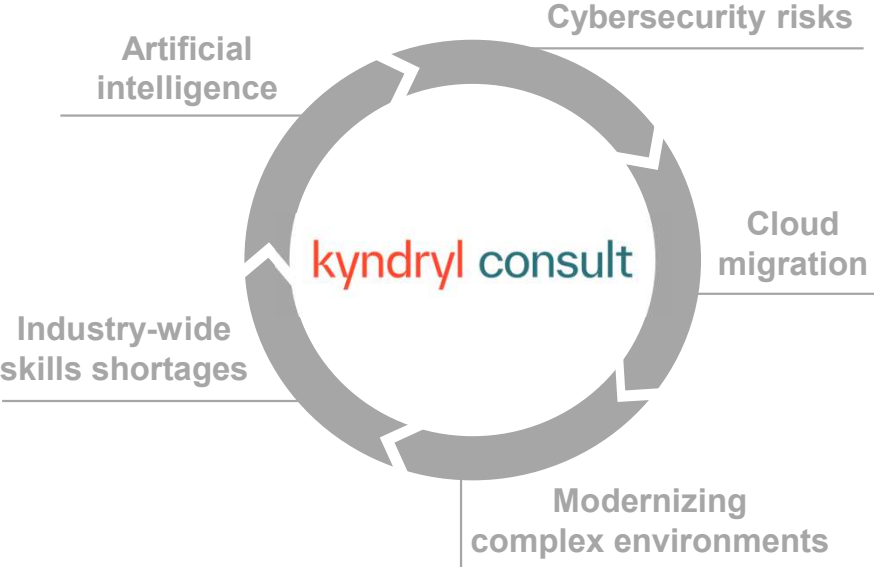 Cybersecurity risks
Artificial
intelligence
Cloud
migration
kyndryl consult
Industry-wide
skills shortages
Modernizing
complex environments